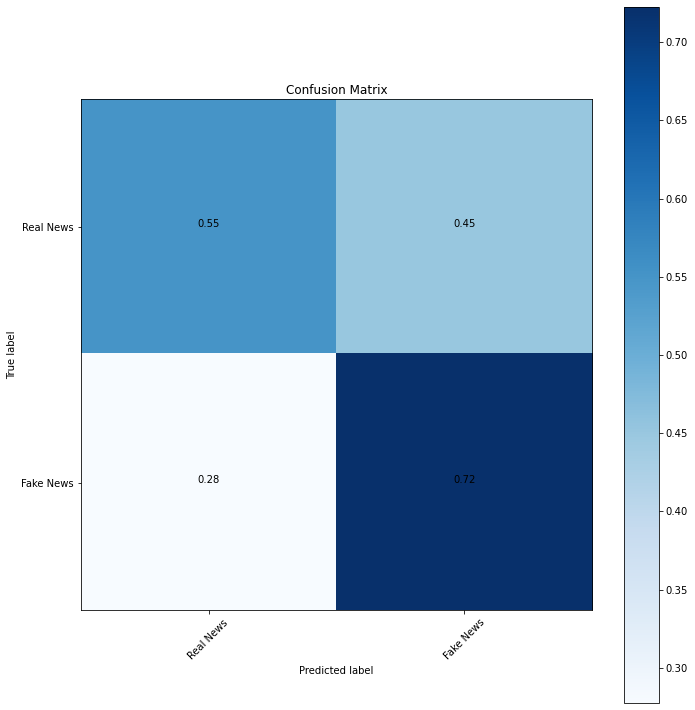 Confusion Matrix
Real News
0.55
0.45
Fake News
0.28
0.72
True label
Real News
Fake News
Predicted label
0.70
0.65
0.60
0.55
0.50
0.45
0.40
0.35
0.30